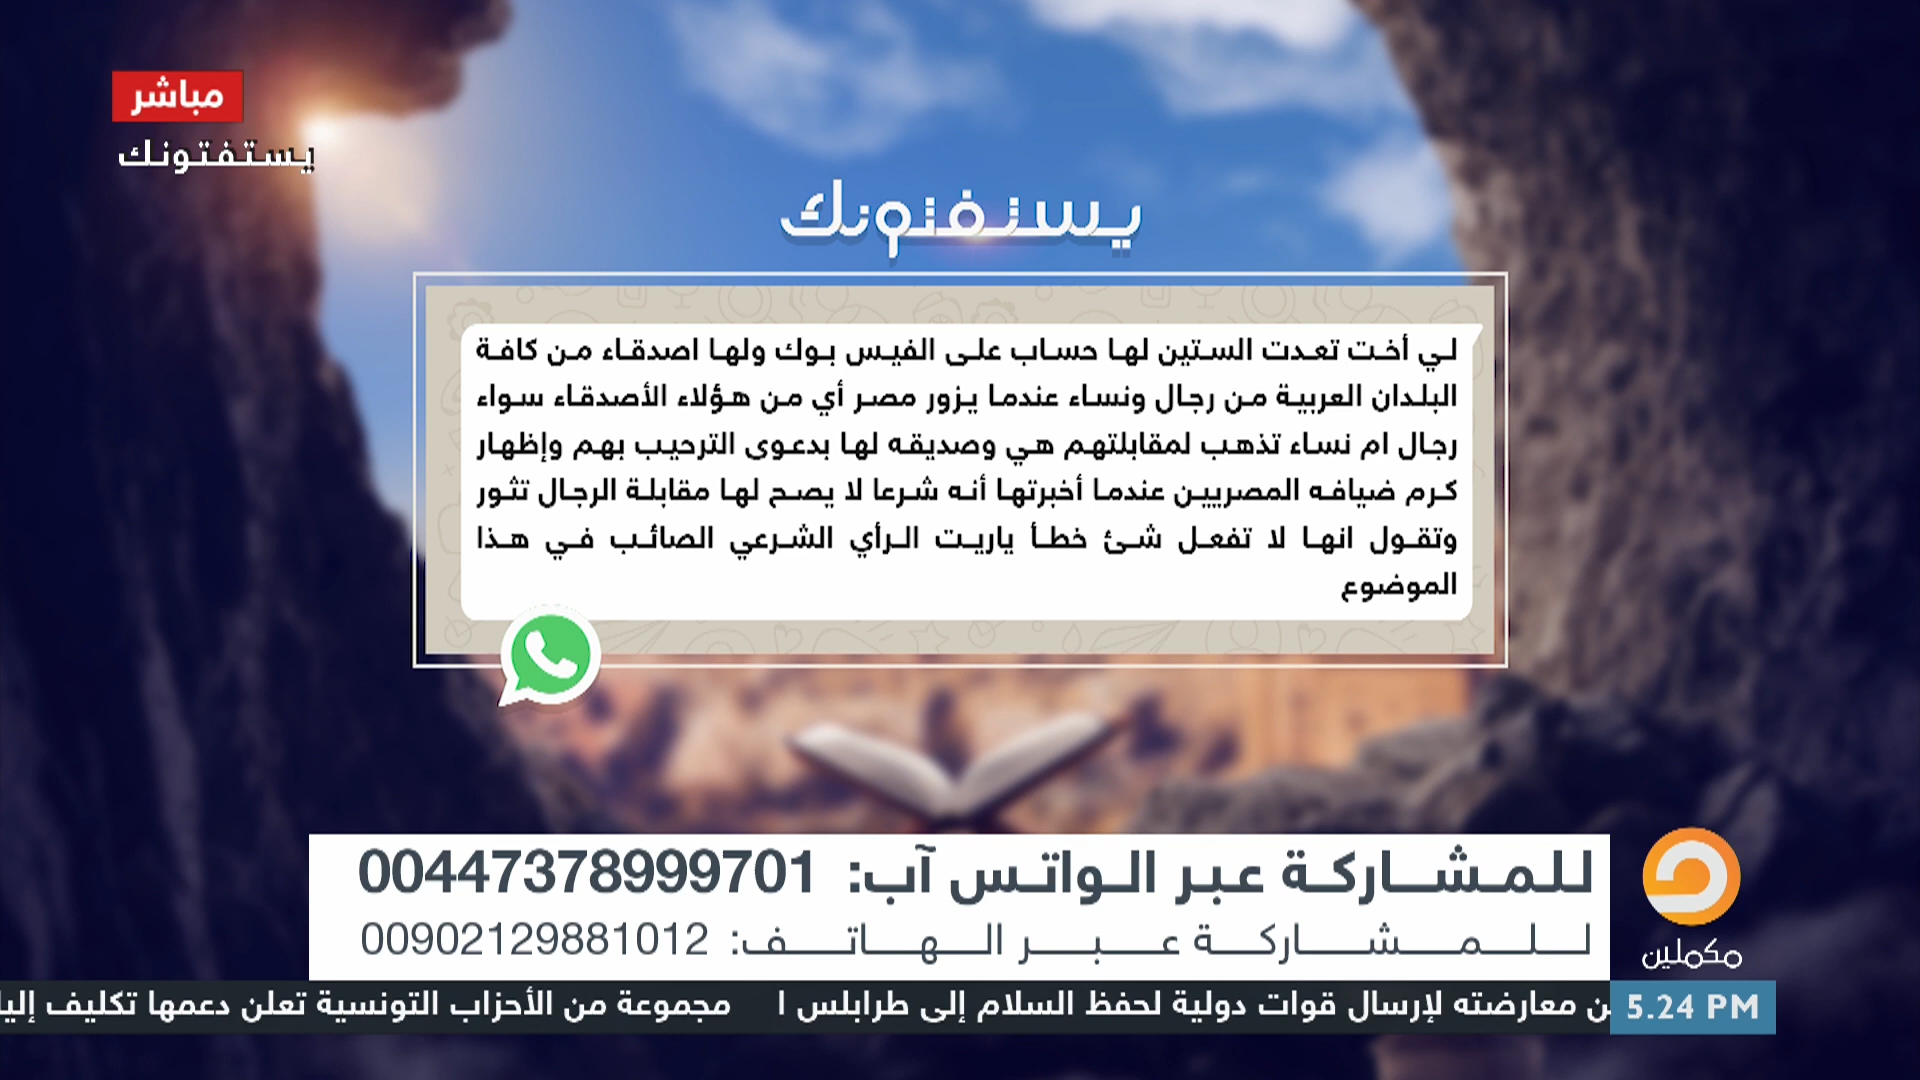 مباشر
يستفتونك
يستفتونك
لي أخت تعدت الستين لها حساب على الفيس بوك ولها اصدقاء من كافة
البلدان العربية من رجال ونساء عندما يزور مصر أي من هؤلاء الأصدقاء سواء
رجال ام نساء تذهب لمقابلتهم هي وصديقه لها بدعوى الترحيب بهم وإظهار
كرم ضيافه المصريين عندما أخبرتها أنه شرعا لا يصح لها مقابلة الرجال تثور
وتقول انها لا تفعل شئ خطأ ياريت الرأي الشرعي الصائب في هذا
الموضوع
للمشاركة عبر الواتس آب: 00447378999701
للمشاركة عبر الهاتف: 00902129881012
مكملين
ن معارضته لإرسال قوات دولية لحفظ السلام إلى طرابلس ا مجموعة من الأحزاب التونسية تعلن دعمها تكليف إليا
5.24 PM